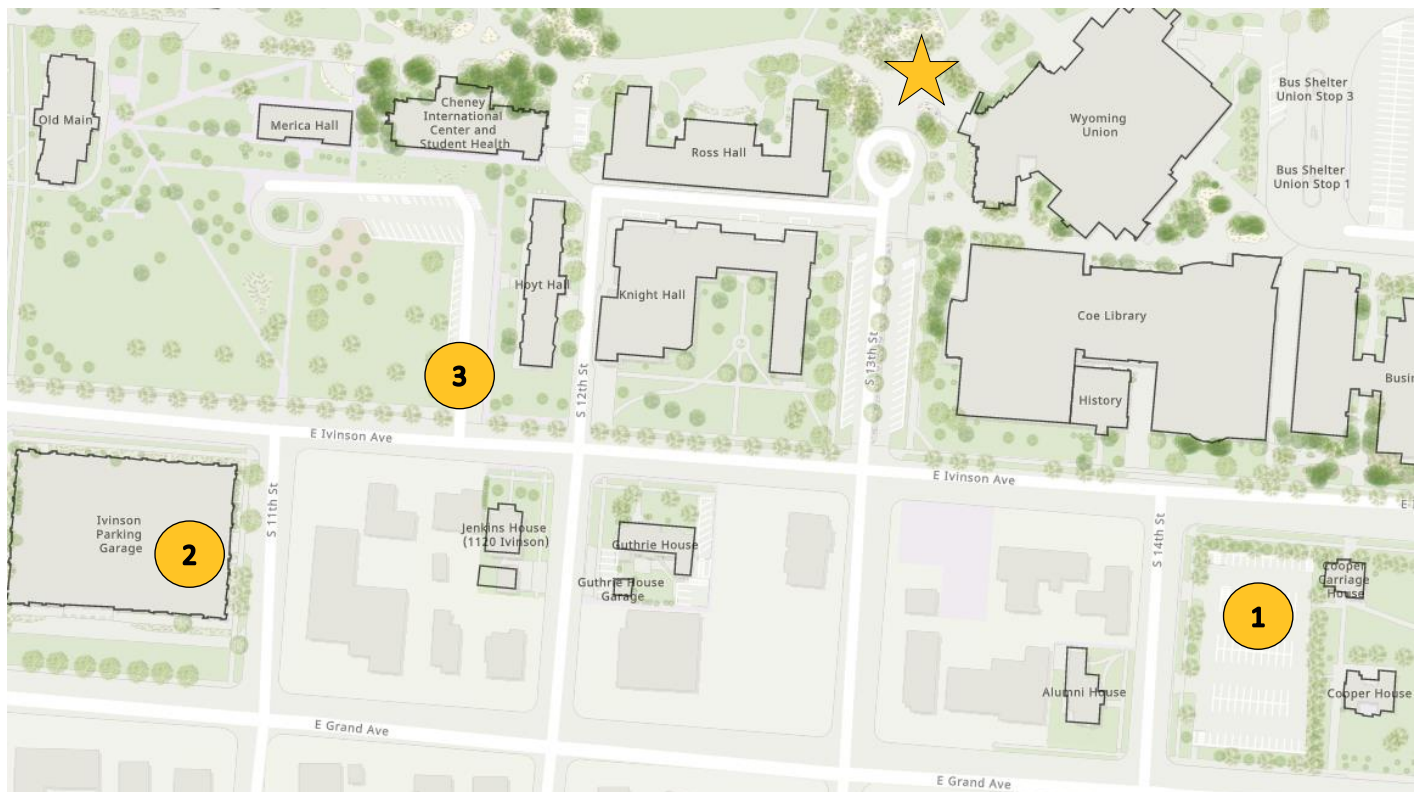 Old Main
Merica Hall
Cheney
International
Center and
Student Health
Ross Hall
Wyoming
Union
Bus Shelter
Union Stop 3
Bus Shelter
Union Stop 1
Hoyt Hall
Knight Hall
Coe Library
History
Busin
S 12th St
S 13th St
3
E Ivinson Ave
E Ivinson Ave
E I
S 11th St
S 14th St
Ivinson
Parking
Garage
2
Jenkins House
(1120 Ivinson)
Guthrie House
Guthrie House
Garage
Cooper
Carriage
House
1
Alumni House
Cooper House
E Grand Ave
E Grand Ave